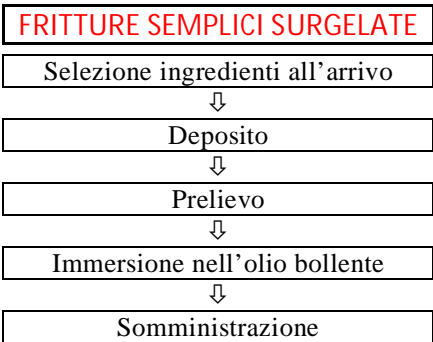 FRITTURE SEMPLICI SURGELATE
Selezione ingredienti all'arrivo
⇩
Deposito
⇩
Prelievo
⇩
Immersione nell'olio bollente
⇩
Somministrazione